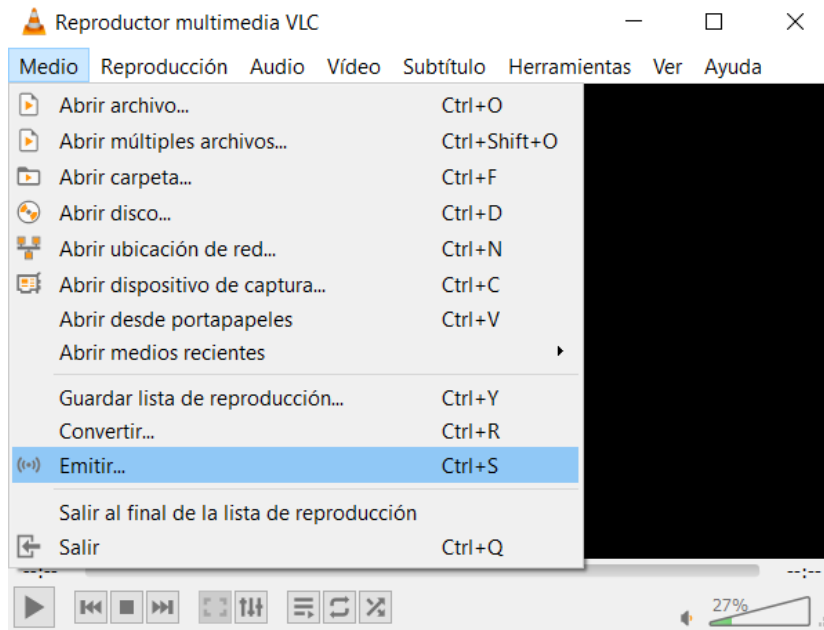 Reproductor multimedia VLC
Medio Reproducción Audio Vídeo Subtítulo Herramientas Ver Ayuda
Abrir archivo... Ctrl+O
Abrir múltiples archivos... Ctrl+Shift+O
Abrir carpeta... Ctrl+F
Abrir disco... Ctrl+D
Abrir ubicación de red... Ctrl+N
Abrir dispositivo de captura... Ctrl+C
Abrir desde portapapeles Ctrl+V
Abrir medios recientes
Guardar lista de reproducción... Ctrl+Y
Convertir... Ctrl+R
Emitir... Ctrl+S
Salir al final de la lista de reproducción
Salir Ctrl+Q
--:-- --:--
27%